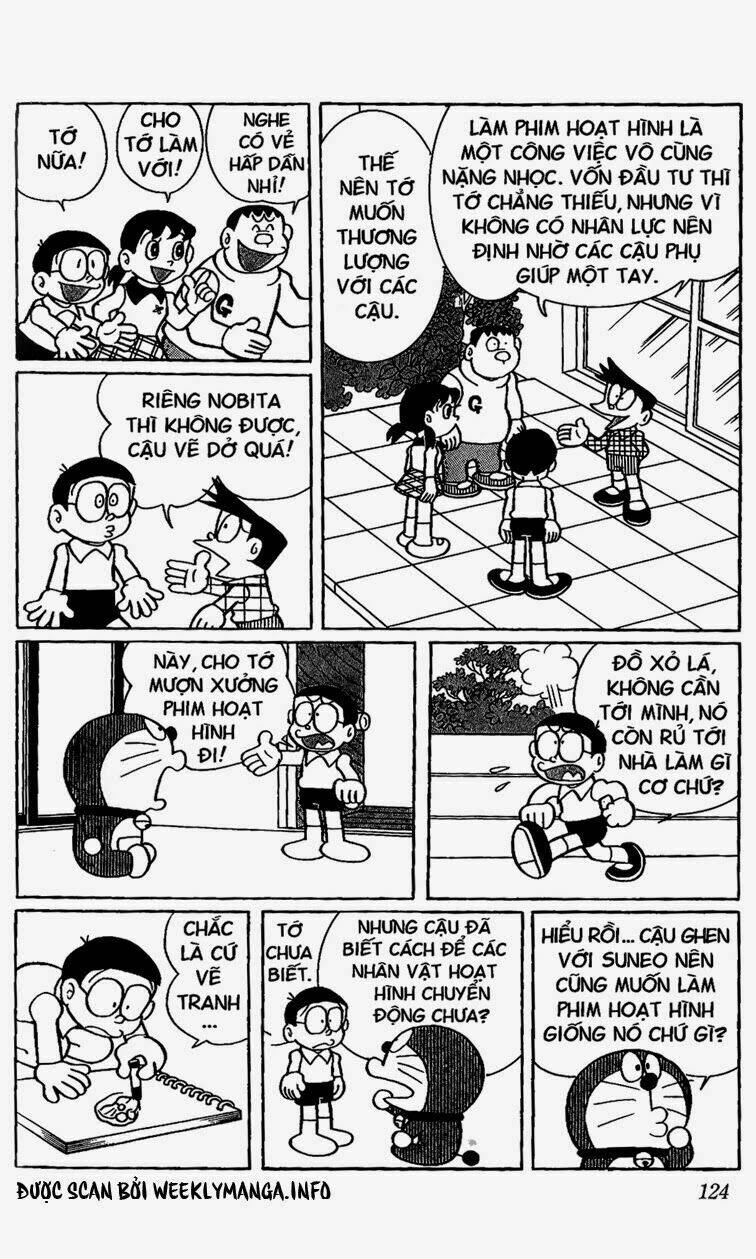 LÀM PHIM HOẠT HÌNH LÀ
MỘT CÔNG VIỆC VÔ CÙNG
NẶNG NHỌC. VỐN ĐẦU TƯ THÌ
TỚ CHẲNG THIẾU, NHƯNG VÌ
KHÔNG CÓ NHÂN LỰC NÊN
ĐỊNH NHỜ CÁC CẬU PHỤ
GIÚP MỘT TAY.
THẾ
NÊN TỚ
MUỐN
THƯƠNG
LƯỢNG
VỚI CÁC
CẬU.
G
NGHE
CÓ VẺ
HẤP DẪN
NHỈ!
CHO
TỚ LÀM
VỚI!
TỚ
NỮA!
G
RIÊNG NOBITA
THÌ KHÔNG ĐƯỢC,
CẬU VẼ DỞ QUÁ!
ĐỒ XỎ LÁ,
KHÔNG CẦN
TỚI MÌNH, NÓ
CÒN RỦ TỚI
NHÀ LÀM GÌ
CƠ CHỨ?
NÀY, CHO TỚ
MƯỢN XƯỞNG
PHIM HOẠT
HÌNH
ĐI!
HIỂU RỒI... CẬU GHEN
VỚI SUNEO NÊN
CŨNG MUỐN LÀM
PHIM HOẠT HÌNH
GIỐNG NÓ CHỨ GÌ?
NHƯNG CẬU ĐÃ
BIẾT CÁCH ĐỂ CÁC
NHÂN VẬT HOẠT
HÌNH CHUYỂN
ĐỘNG CHƯA?
TỚ
CHƯA
BIẾT.
CHẮC
LÀ CỨ
VẼ
TRANH
...
ĐƯỢC SCAN BỞI WEEKLYMANGA.INFO
124